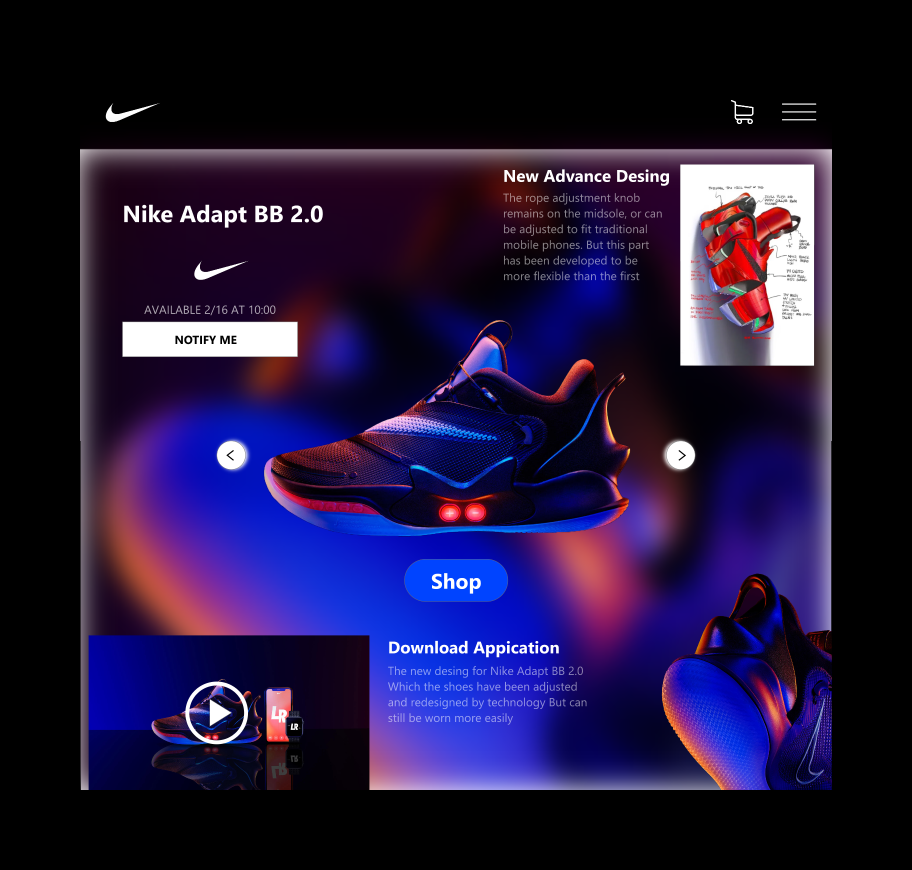 New Advance Desing
The rope adjustment knob
remains on the midsole, or can
be adjusted to fit traditional
mobile phones. But this part
has been developed to be
more flexible than the first
Nike Adapt BB 2.0
AVAILABLE 2/16 AT 10:00
NOTIFY ME
Shop
Download Appication
The new desing for Nike Adapt BB 2.0
Which the shoes have been adjusted
and redesigned by technology But can
still be worn more easily
LR
LR